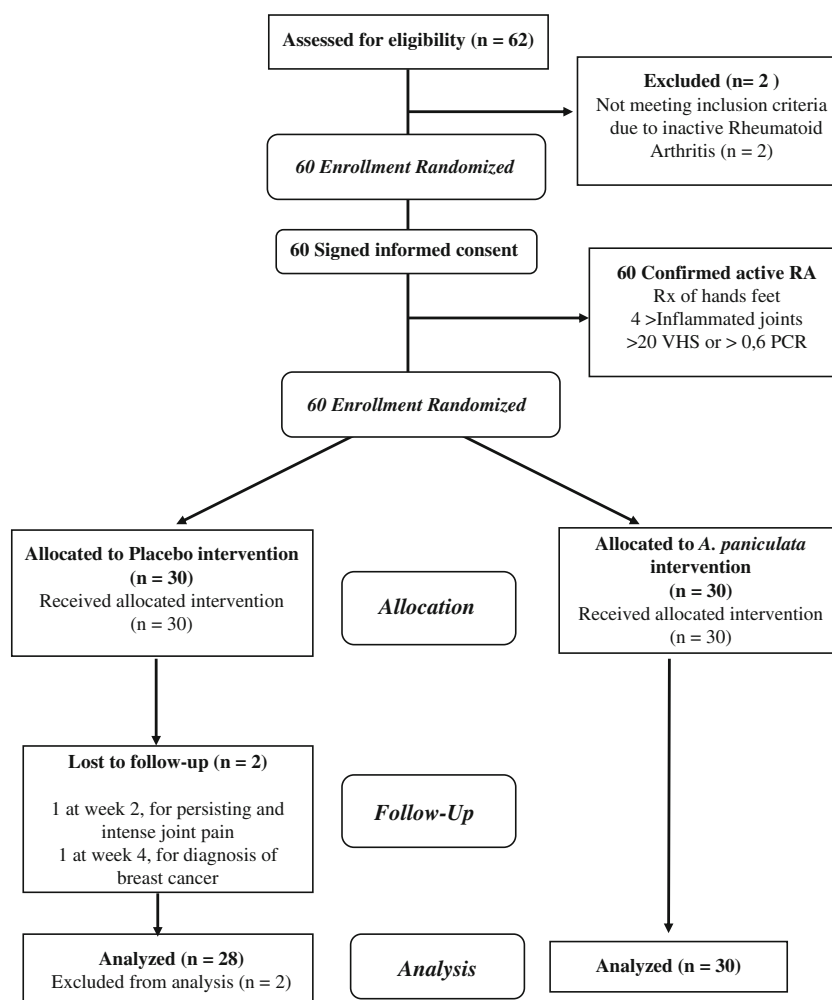 Assessed for eligibility (n = 62)
Excluded (n= 2 )
Not meeting inclusion criteria
due to inactive Rheumatoid
Arthritis (n = 2)
60 Enrollment Randomized
60 Signed informed consent
60 Confirmed active RA
Rx of hands feet
4 >Inflammated joints
>20 VHS or > 0,6 PCR
60 Enrollment Randomized
Allocated to Placebo intervention
(n = 30)
Received allocated intervention
(n = 30)
Allocation
Allocated to A. paniculata
intervention
(n = 30)
Received allocated intervention
(n = 30)
Lost to follow-up (n = 2)
1 at week 2, for persisting and
intense joint pain
1 at week 4, for diagnosis of
breast cancer
Follow-Up
Analyzed (n = 28)
Excluded from analysis (n = 2)
Analysis
Analyzed (n = 30)